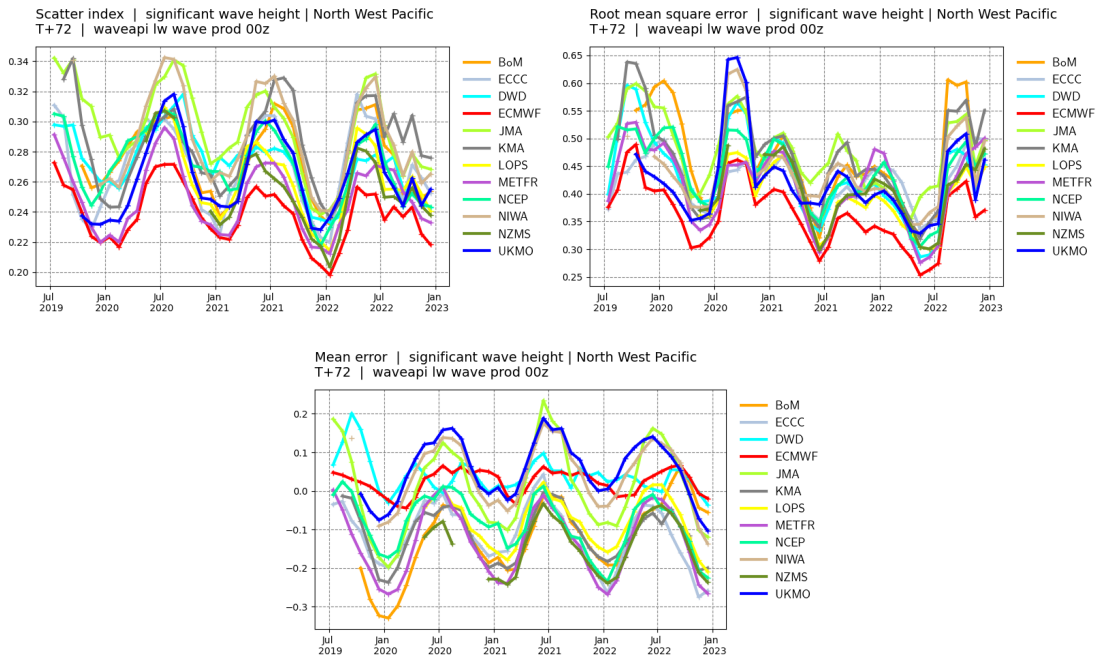 Scatter index | significant wave height | North West Pacific
T+72 | waveapi lw wave prod 00z
0.34
0.32
0.30
0.28
0.26
0.24
0.22
0.20
Jul Jan Jul Jan Jul Jan Jul Jan
2019 2020 2020 2021 2021 2022 2022 2023
BoM
ECCC
DWD
ECMWF
JMA
KMA
LOPS
METFR
NCEP
NIWA
NZMS
UKMO
Root mean square error | significant wave height | North West Pacific
T+72 | waveapi lw wave prod 00z
0.65
0.60
0.55
0.50
0.45
0.40
0.35
0.30
0.25
Jul Jan Jul Jan Jul Jan Jul Jan
2019 2020 2020 2021 2021 2022 2022 2023
BoM
ECCC
DWD
ECMWF
JMA
KMA
LOPS
METFR
NCEP
NIWA
NZMS
UKMO
Mean error | significant wave height | North West Pacific
T+72 | waveapi lw wave prod 00z
0.2
0.1
0.0
−0.1
−0.2
−0.3
Jul Jan Jul Jan Jul Jan Jul Jan
2019 2020 2020 2021 2021 2022 2022 2023
BoM
ECCC
DWD
ECMWF
JMA
KMA
LOPS
METFR
NCEP
NIWA
NZMS
UKMO